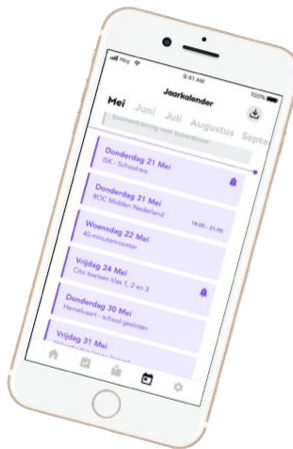 Hoy
9:41 AM
100%
Jaarkalender
Mei Juni Juli Augustus Septe
Donderdag 21 Mei
ISK - Schoolreis
Donderdag 21 Mei
ROC Midden Nederland
19:00 - 21:00
Woensdag 22 Mei
40-minutenrooster
Vrijdag 24 Mei
Cito toetsen klas 1, 2 en 3
Donderdag 30 Mei
Hemelvaart - school gesloten
Vrijdag 31 Mei